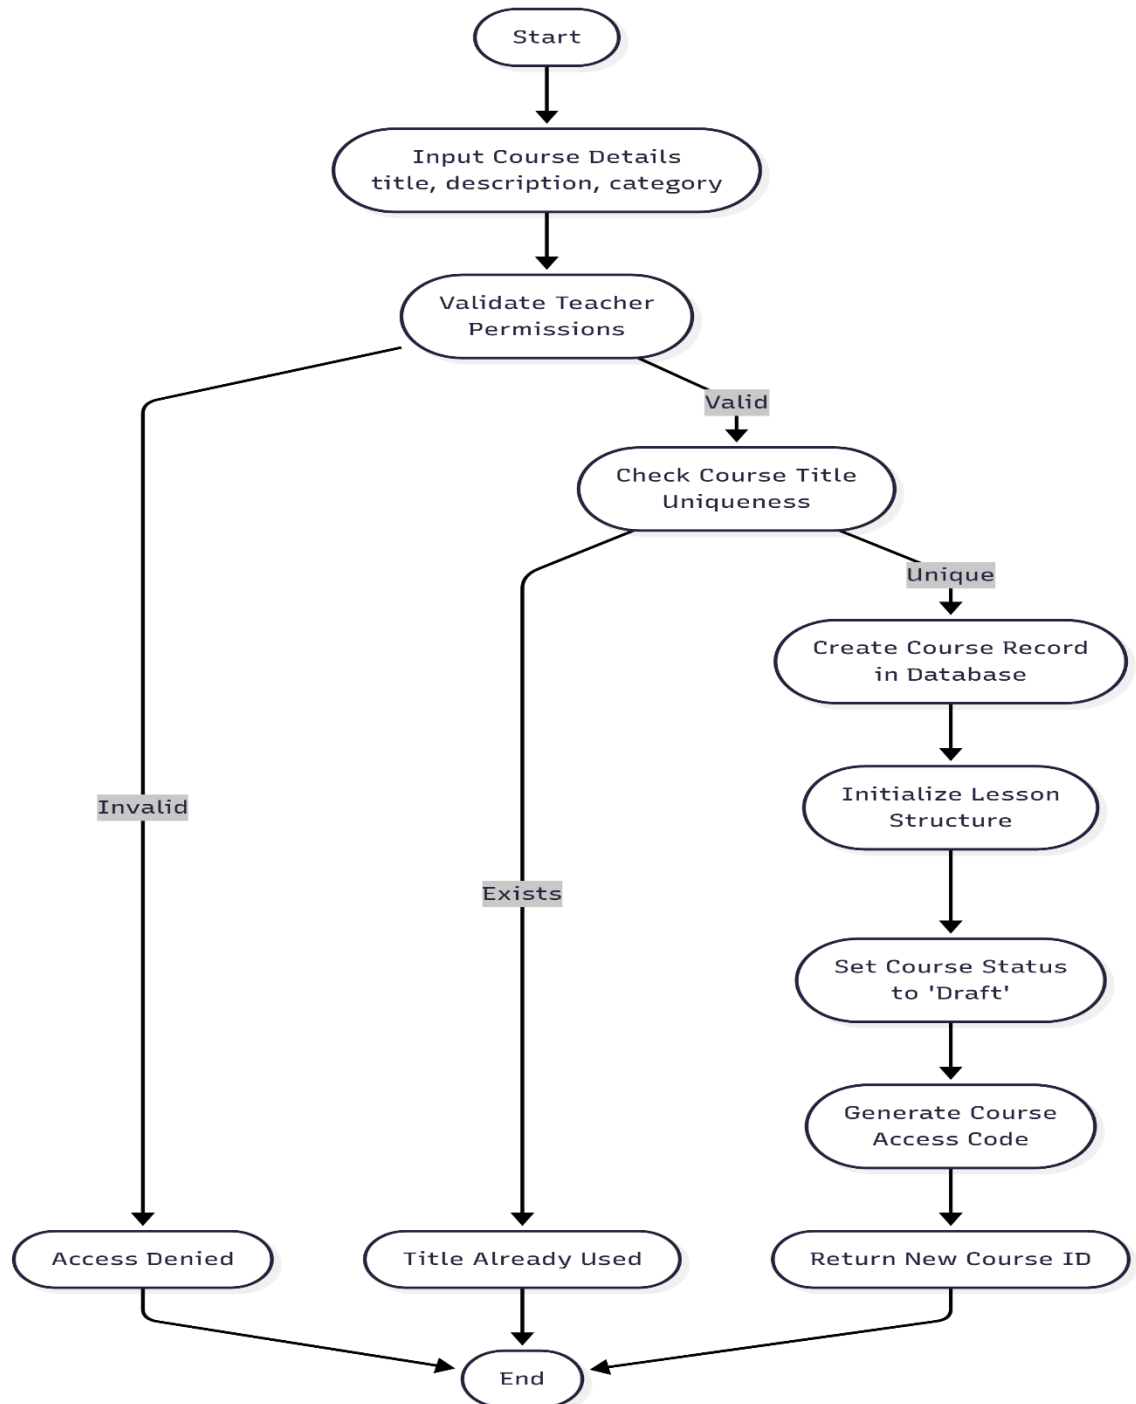 Start
Input Course Details
title, description, category
Validate Teacher
Permissions
Valid
Check Course Title
Uniqueness
Unique
Create Course Record
in Database
Invalid
Initialize Lesson
Structure
Exists
Set Course Status
to 'Draft'
Generate Course
Access Code
Access Denied
Title Already Used
Return New Course ID
End